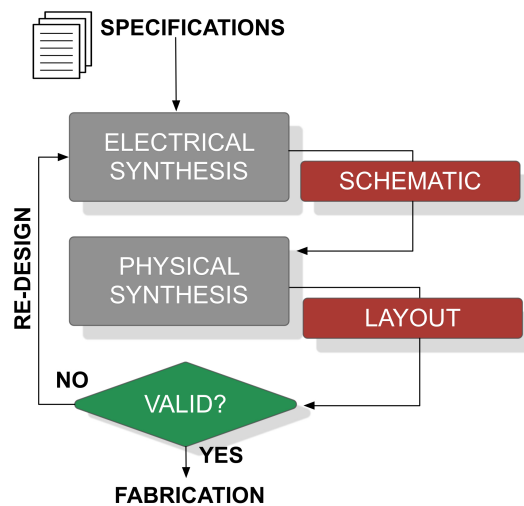 SPECIFICATIONS
ELECTRICAL
SYNTHESIS
SCHEMATIC
PHYSICAL
SYNTHESIS
RE-DESIGN
LAYOUT
NO
VALID?
YES
FABRICATION